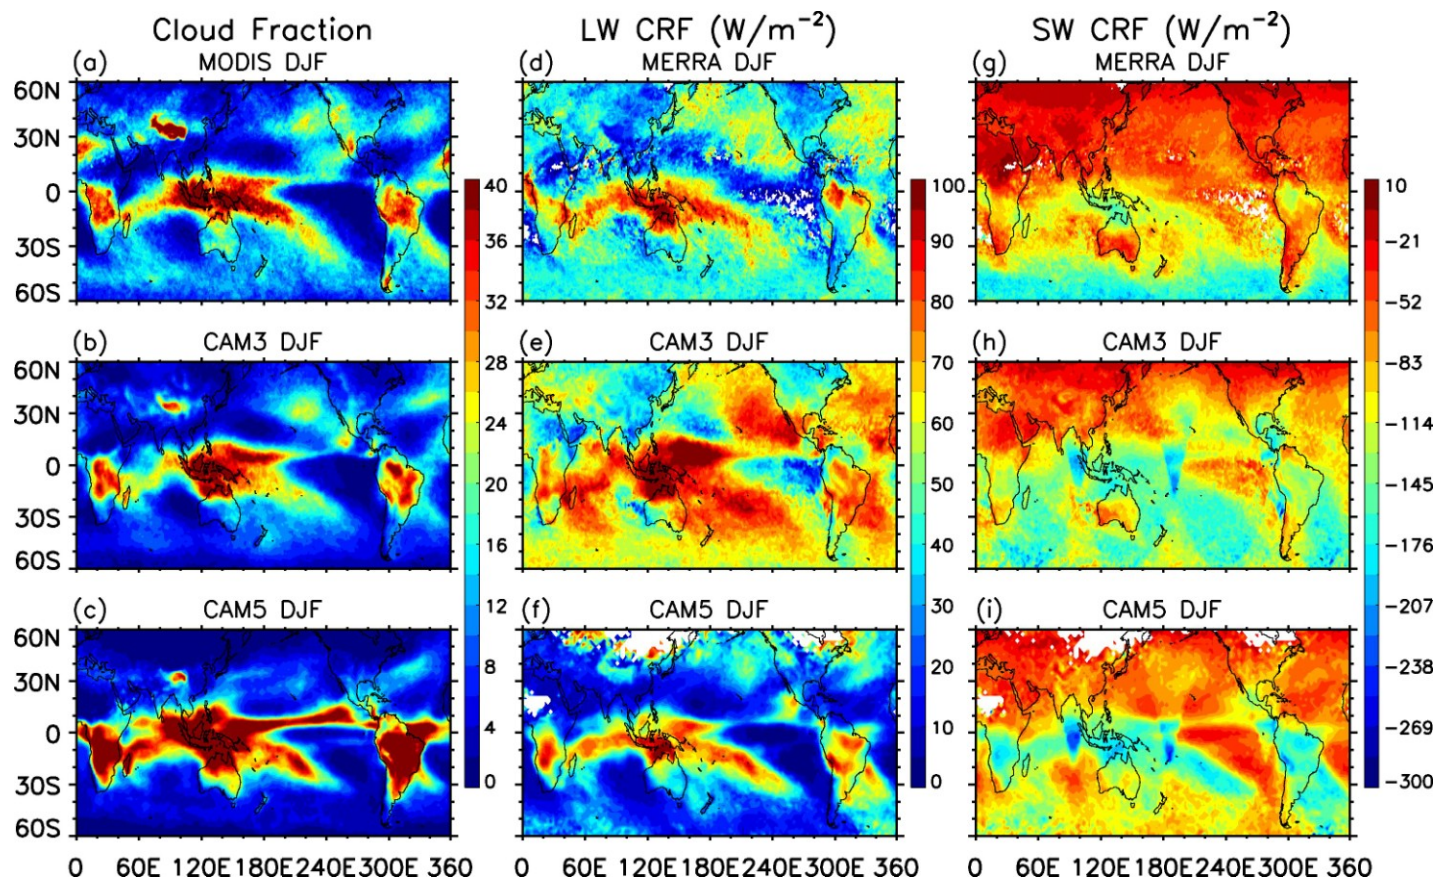 Cloud Fraction
LW CRF (W/m⁻²)
SW CRF (W/m⁻²)
(a) MODIS DJF
(d) MERRA DJF
(g) MERRA DJF
60N
30N
0
30S
60S
(b) CAM3 DJF
(e) CAM3 DJF
(h) CAM3 DJF
60N
30N
0
30S
60S
(c) CAM5 DJF
(f) CAM5 DJF
(i) CAM5 DJF
60N
30N
0
30S
60S
40
36
32
28
24
20
16
12
8
4
0
100
90
80
70
60
50
40
30
20
10
0
10
-21
-52
-83
-114
-145
-176
-207
-238
-269
-300
0 60E 120E 180E 240E 300E 360
0 60E 120E 180E 240E 300E 360
0 60E 120E 180E 240E 300E 360